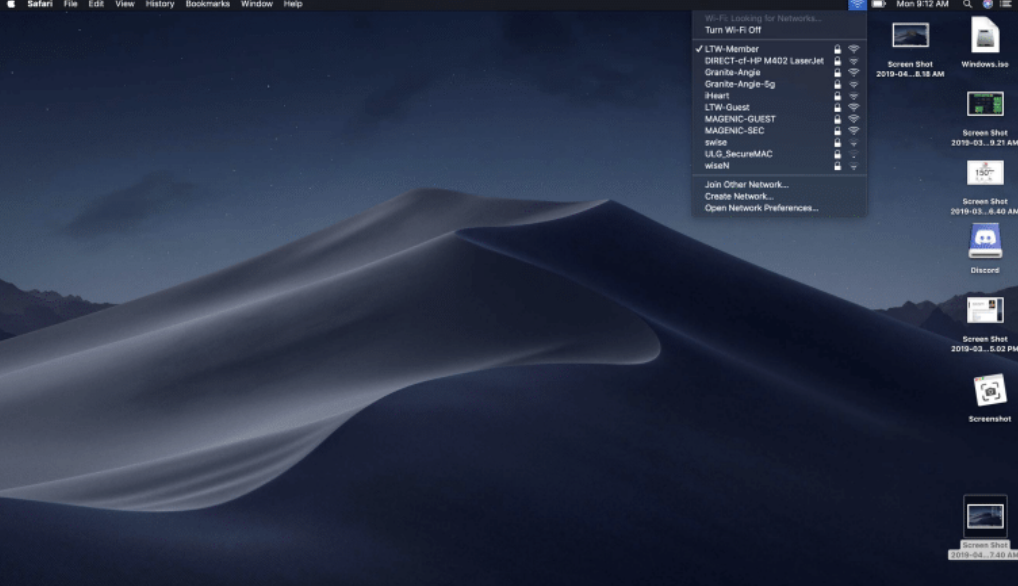 Safari File Edit View History Bookmarks Window Help Mon 9:12 AM
Wi-Fi: Looking for Networks...
Turn Wi-Fi Off
✓ LTW-Member
DIRECT-cf-HP M402 LaserJet
Granite-Angie
Granite-Angie-5g
iHeart
LTW-Guest
MAGENIC-GUEST
MAGENIC-SEC
swise
ULG_SecureMAC
wiseN
Join Other Network...
Create Network...
Open Network Preferences...
Screen Shot
2019-04...8.18 AM
Windows.iso
Screen Shot
2019-03...9.21 AM
150
Screen Shot
2019-03...6.40 AM
Discord
Screen Shot
2019-03...5.02 PM
Screenshot
Screen Shot
2019-04...7.40 AM